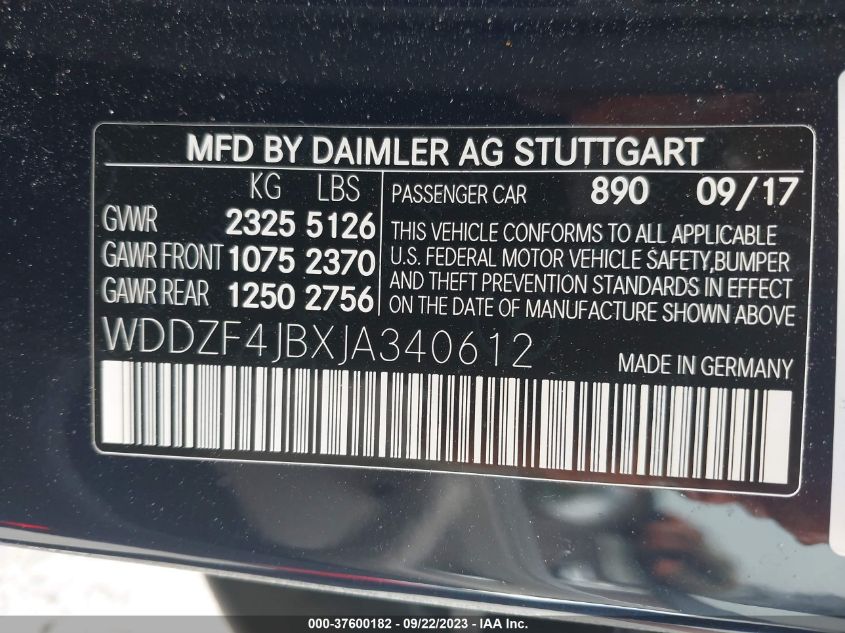 MFD BY DAIMLER AG STUTTGART
KG LBS
GVWR 2325 5126
GAWR FRONT 1075 2370
GAWR REAR 1250 2756
PASSENGER CAR 890 09/17
THIS VEHICLE CONFORMS TO ALL APPLICABLE
U.S. FEDERAL MOTOR VEHICLE SAFETY,BUMPER
AND THEFT PREVENTION STANDARDS IN EFFECT
ON THE DATE OF MANUFACTURE SHOWN ABOVE
WDDZF4JBXJA340612
MADE IN GERMANY
000-37600182 - 09/22/2023 - IAA Inc.